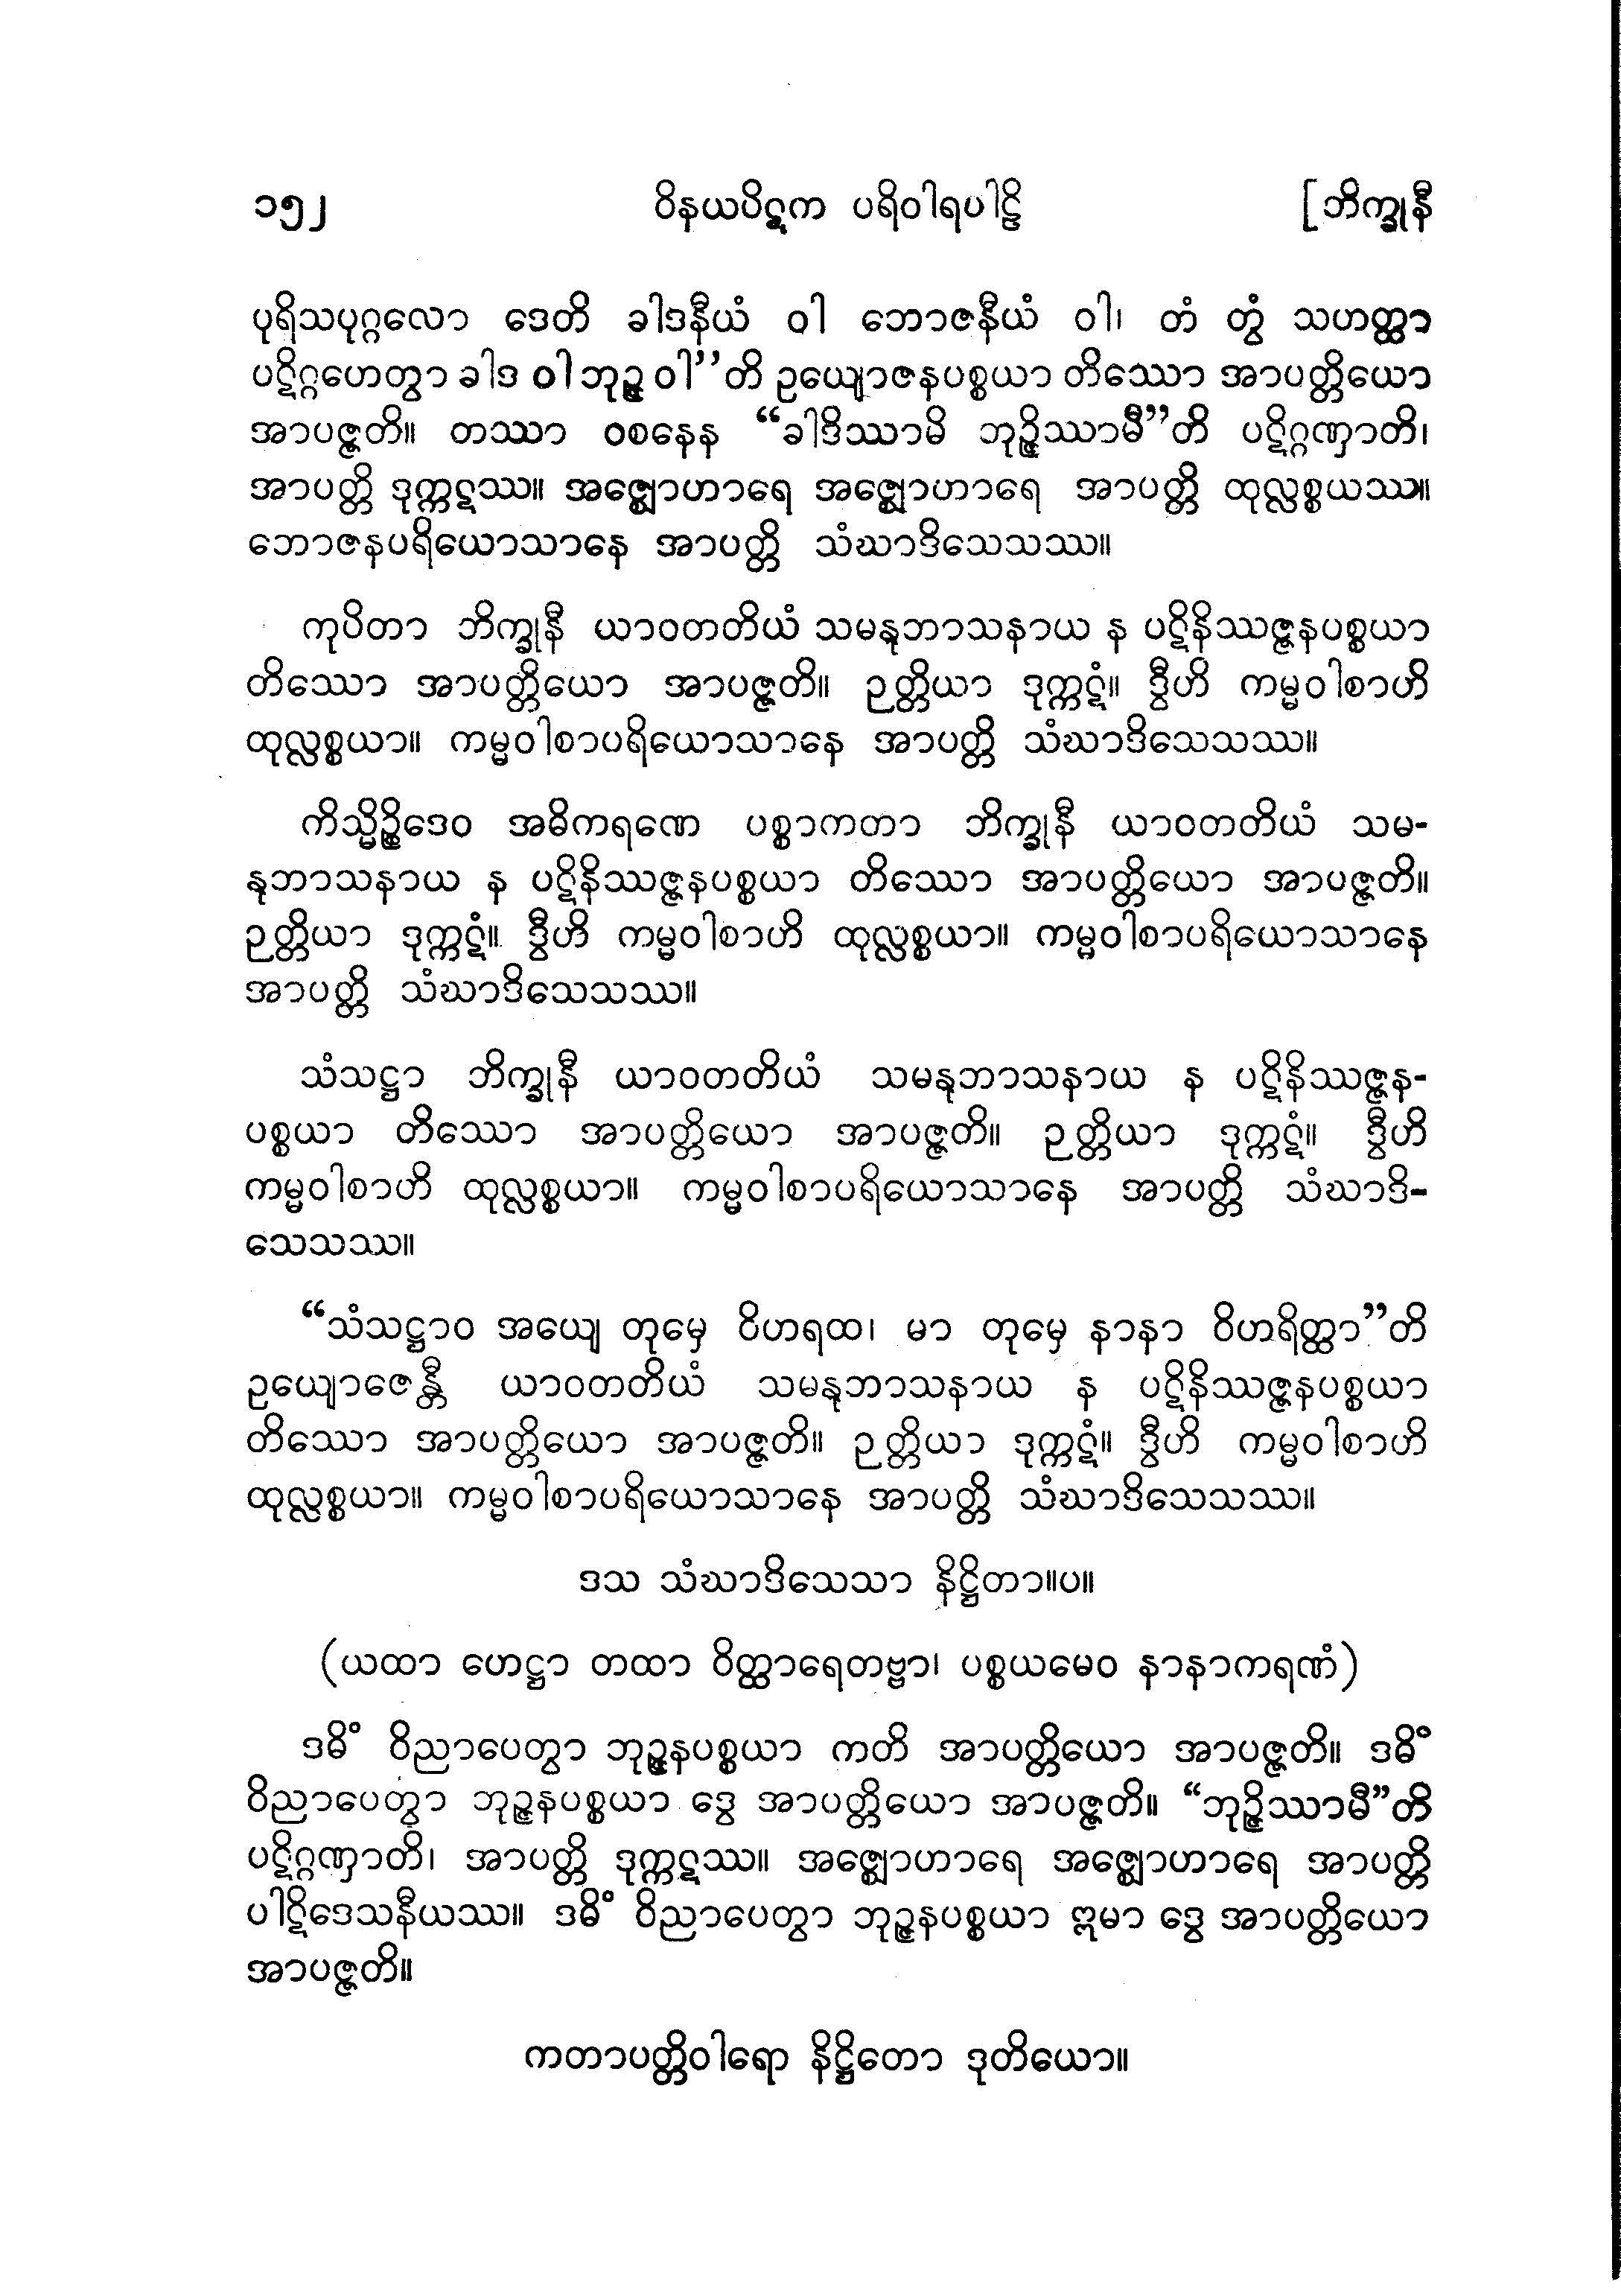 ၁၅၂ ဝိနယပိဋက ပရိဝါရပါဠိ [ဘိက္ခုနီ
ပုရိသပုဂ္ဂလော ဒေတိ ခါဒနီယံ ဝါ ဘောဇနီယံ ဝါ၊ တံ တွံ သဟတ္ထာ
ပဋိဂ္ဂဟေတွာ ခါဒ ဝါ ဘုဉ္ဇ ဝါ”တိ ဥယျောဇနပစ္စယာ တိဿော အာပတ္တိယော
အာပဇ္ဇတိ။ တဿာ ဝစနေန “ခါဒိဿာမိ ဘုဉ္ဇိဿာမီ”တိ ပဋိဂ္ဂဏှာတိ၊
အာပတ္တိ ဒုက္ကဋဿ။ အဇ္ဈောဟာရေ အဇ္ဈောဟာရေ အာပတ္တိ ထုလ္လစ္စယဿ။
ဘောဇနပရိယောသာနေ အာပတ္တိ သံဃာဒိသေသဿ။
ကုပိတာ ဘိက္ခုနီ ယာဝတတိယံ သမနုဘာသနာယ န ပဋိနိဿဇ္ဇနပစ္စယာ
တိဿော အာပတ္တိယော အာပဇ္ဇတိ။ ဉတ္တိယာ ဒုက္ကဋံ။ ဒွီဟိ ကမ္မဝါစာဟိ
ထုလ္လစ္စယာ။ ကမ္မဝါစာပရိယောသာနေ အာပတ္တိ သံဃာဒိသေသဿ။
ကိသ္မိဉ္စိဒေဝ အဓိကရဏေ ပစ္စာကတာ ဘိက္ခုနီ ယာဝတတိယံ သမ-
နုဘာသနာယ န ပဋိနိဿဇ္ဇနပစ္စယာ တိဿော အာပတ္တိယော အာပဇ္ဇတိ။
ဉတ္တိယာ ဒုက္ကဋံ။ ဒွီဟိ ကမ္မဝါစာဟိ ထုလ္လစ္စယာ။ ကမ္မဝါစာပရိယောသာနေ
အာပတ္တိ သံဃာဒိသေသဿ။
သံသဋ္ဌာ ဘိက္ခုနီ ယာဝတတိယံ သမနုဘာသနာယ န ပဋိနိဿဇ္ဇန-
ပစ္စယာ တိဿော အာပတ္တိယော အာပဇ္ဇတိ။ ဉတ္တိယာ ဒုက္ကဋံ။ ဒွီဟိ
ကမ္မဝါစာဟိ ထုလ္လစ္စယာ။ ကမ္မဝါစာပရိယောသာနေ အာပတ္တိ သံဃာဒိ-
သေသဿ။
“သံသဋ္ဌာဝ အယျေ တုမှေ ဝိဟရထ၊ မာ တုမှေ နာနာ ဝိဟရိတ္ထာ”တိ
ဥယျောဇေန္တီ ယာဝတတိယံ သမနုဘာသနာယ န ပဋိနိဿဇ္ဇနပစ္စယာ
တိဿော အာပတ္တိယော အာပဇ္ဇတိ။ ဉတ္တိယာ ဒုက္ကဋံ။ ဒွီဟိ ကမ္မဝါစာဟိ
ထုလ္လစ္စယာ။ ကမ္မဝါစာပရိယောသာနေ အာပတ္တိ သံဃာဒိသေသဿ။
ဒသ သံဃာဒိသေသာ နိဋ္ဌိတာ။ပ။
(ယထာ ဟေဋ္ဌာ တထာ ဝိတ္ထာရေတဗ္ဗာ၊ ပစ္စယမေဝ နာနာကရဏံ)
ဒဓိံ ဝိညာပေတွာ ဘုဉ္ဇနပစ္စယာ ကတိ အာပတ္တိယော အာပဇ္ဇတိ။ ဒဓိံ
ဝိညာပေတွာ ဘုဉ္ဇနပစ္စယာ ဒွေ အာပတ္တိယော အာပဇ္ဇတိ။ “ဘုဉ္ဇိဿာမီ”တိ
ပဋိဂ္ဂဏှာတိ၊ အာပတ္တိ ဒုက္ကဋဿ။ အဇ္ဈောဟာရေ အဇ္ဈောဟာရေ အာပတ္တိ
ပါဋိဒေသနီယဿ။ ဒဓိံ ဝိညာပေတွာ ဘုဉ္ဇနပစ္စယာ ဣမာ ဒွေ အာပတ္တိယော
အာပဇ္ဇတိ။
ကတာပတ္တိဝါရော နိဋ္ဌိတော ဒုတိယော။